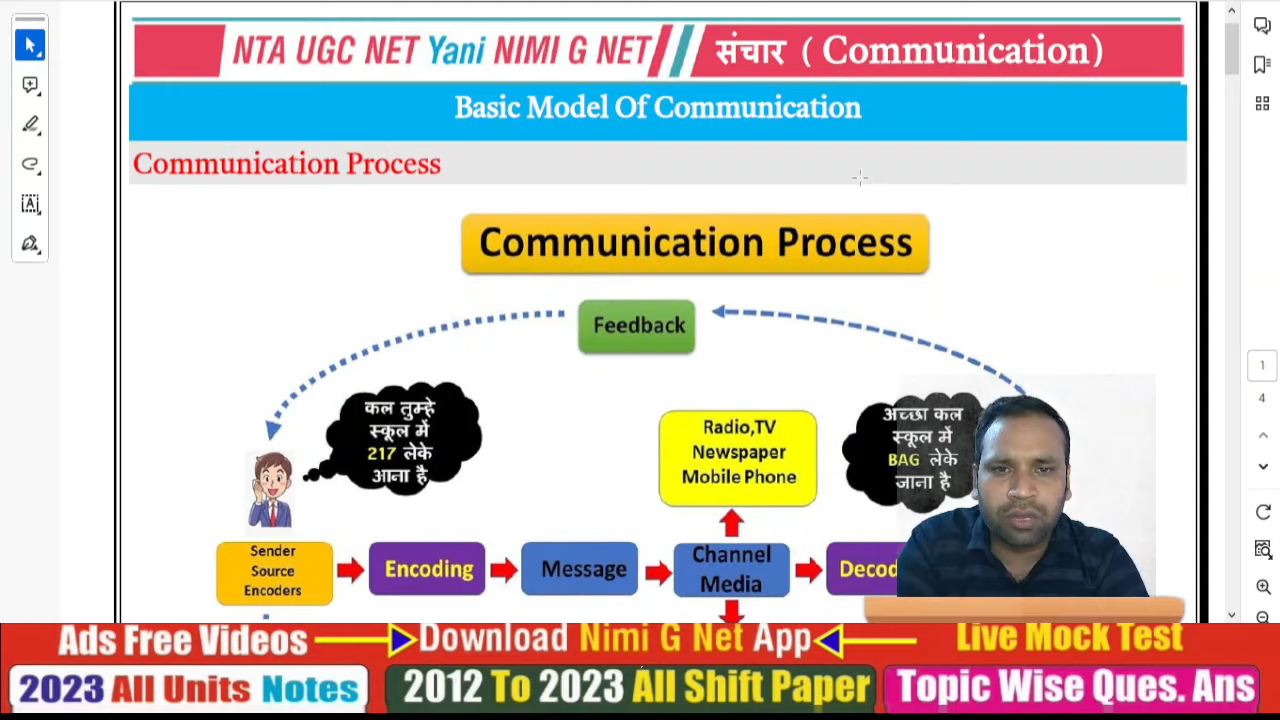 NTA UGC NET Yani NIMI G NET
संचार ( Communication)
Basic Model Of Communication
Communication Process
Communication Process
Feedback
कल तुम्हे
स्कूल में
217 लेके
आना है
Radio,TV
Newspaper
Mobile Phone
अच्छा कल
स्कूल में
BAG लेके
जाना है
Sender
Source
Encoders
Encoding
Message
Channel
Media
1
4
Ads Free Videos
Download Nimi G Net App
Live Mock Test
2023 All Units Notes
2012 To 2023 All Shift Paper
Topic Wise Ques. Ans